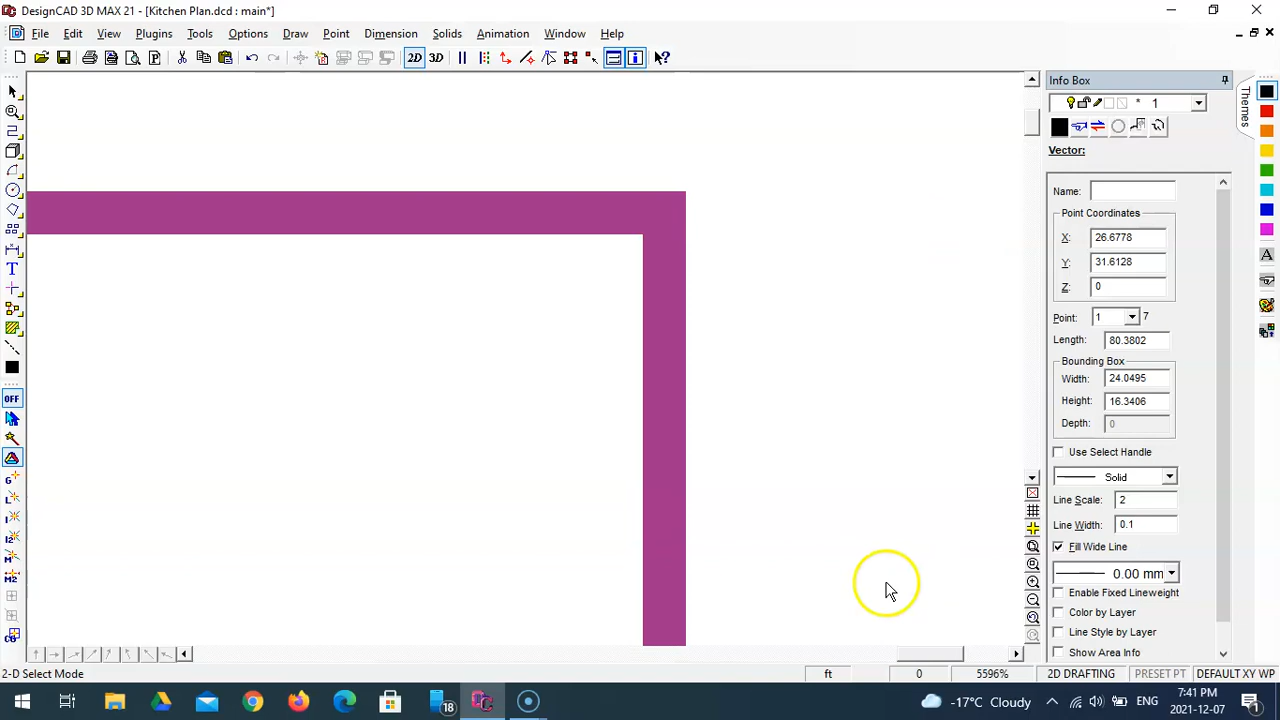 DesignCAD 3D MAX 21 - [Kitchen Plan.dcd : main*]
File Edit View Plugins Tools Options Draw Point Dimension Solids Animation Window Help
2D 3D
Info Box
1
Themes
Vector:
Name:
Point Coordinates
X: 26.6778
Y: 31.6128
Z: 0
Point: 1 7
Length: 80.3802
Bounding Box
Width: 24.0495
Height: 16.3406
Depth: 0
Use Select Handle
Solid
Line Scale: 2
Line Width: 0.1
Fill Wide Line
0.00 mm
Enable Fixed Lineweight
Color by Layer
Line Style by Layer
Show Area Info
T
OFF
G
L
I
I2
M
M2
A
2-D Select Mode ft 0 5596% 2D DRAFTING PRESET PT DEFAULT XY WP
18 -17°C Cloudy ENG 7:41 PM
2021-12-07 1